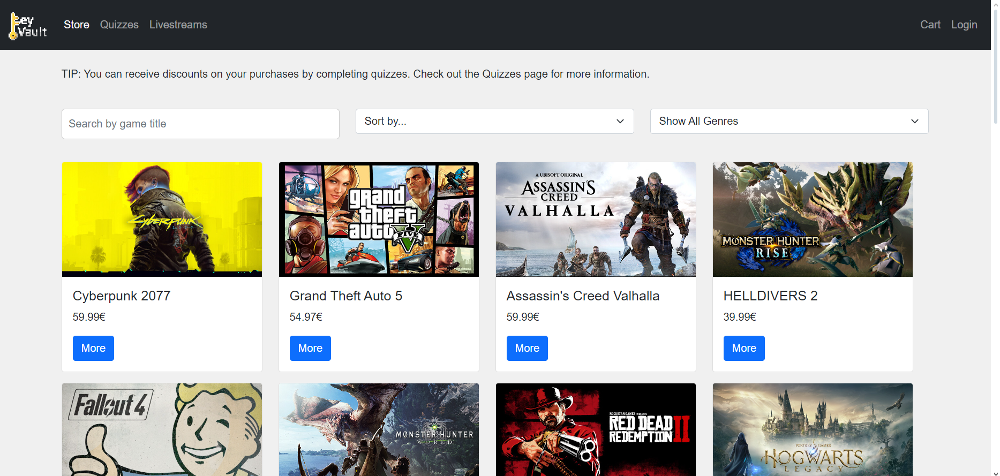 key
Vault
Store Quizzes Livestreams
Cart Login
TIP: You can receive discounts on your purchases by completing quizzes. Check out the Quizzes page for more information.
Search by game title
Sort by...
Show All Genres
CYBERPUNK
2077
grand
theft
auto
FIVE
V
A UBISOFT ORIGINAL
ASSASSIN'S
CREED
VALHALLA
MONSTER HUNTER
RISE
Cyberpunk 2077
59.99€
More
Grand Theft Auto 5
54.97€
More
Assassin's Creed Valhalla
59.99€
More
HELLDIVERS 2
39.99€
More
Fallout 4
MONSTER HUNTER
WORLD
ROCKSTAR GAMES PRESENTS
RED DEAD
REDEMPTION II
PORTKEY GAMES
HOGWARTS
LEGACY